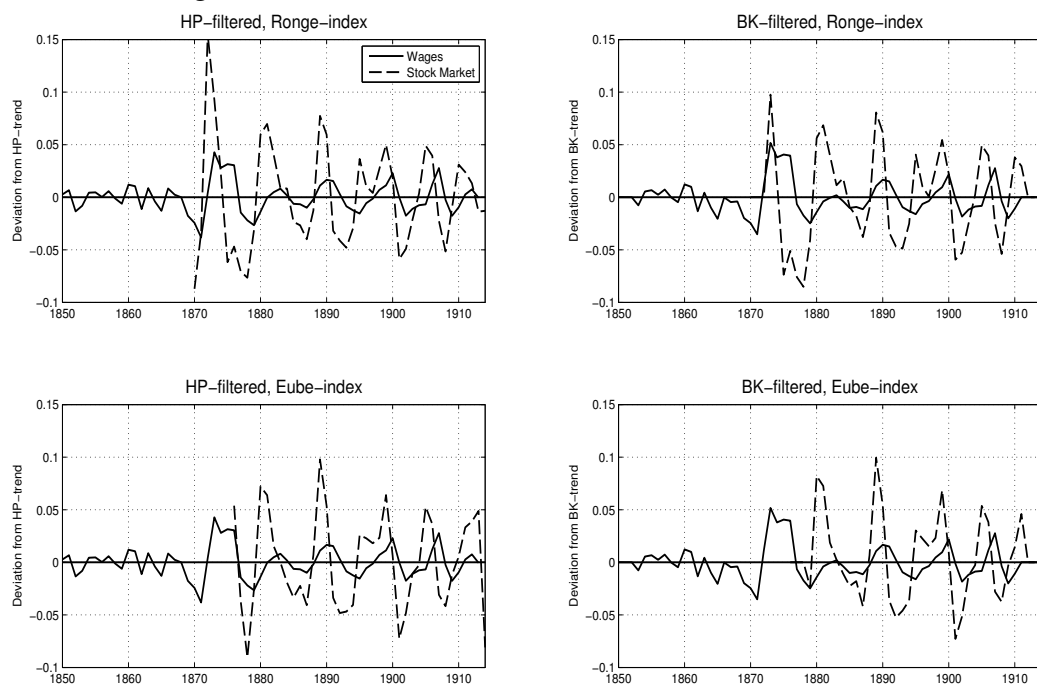 HP−filtered, Ronge−index
Deviation from HP−trend
0.15
0.1
0.05
0
−0.05
−0.1
1850 1860 1870 1880 1890 1900 1910
Wages
Stock Market
BK−filtered, Ronge−index
Deviation from BK−trend
0.15
0.1
0.05
0
−0.05
−0.1
1850 1860 1870 1880 1890 1900 1910
HP−filtered, Eube−index
Deviation from HP−trend
0.15
0.1
0.05
0
−0.05
−0.1
1850 1860 1870 1880 1890 1900 1910
BK−filtered, Eube−index
Deviation from BK−trend
0.15
0.1
0.05
0
−0.05
−0.1
1850 1860 1870 1880 1890 1900 1910